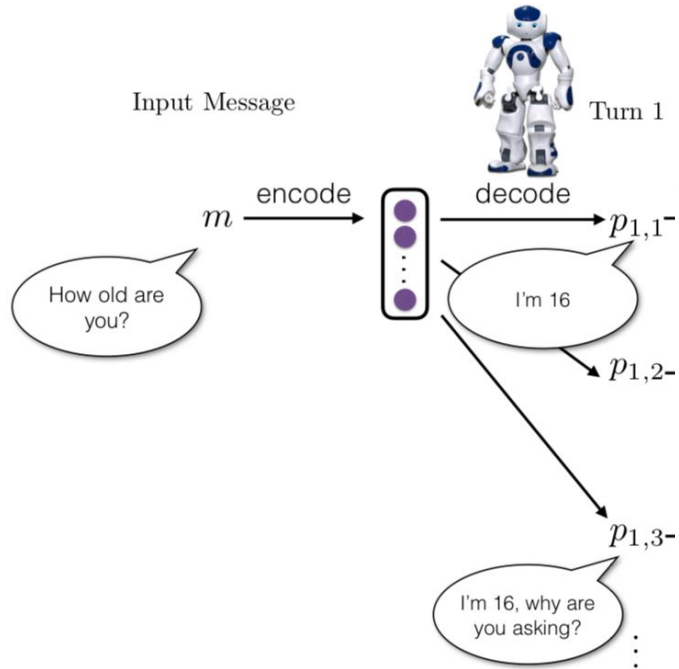 Input Message
Turn 1
encode
decode
m
p1,1
How old are
you?
I'm 16
p1,2
p1,3
I'm 16, why are
you asking?